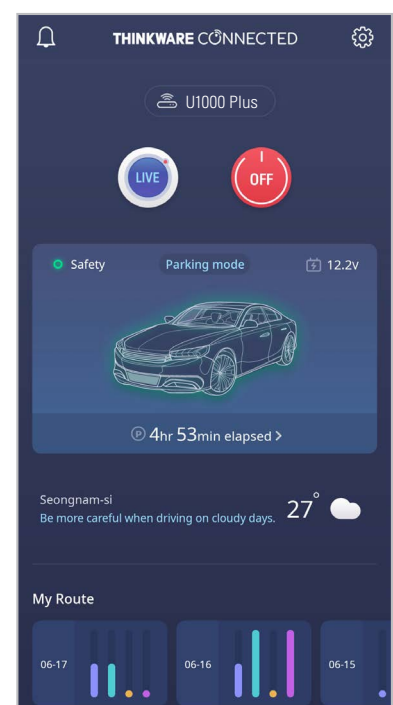 THINKWARE CONNECTED
U1000 Plus
LIVE
OFF
Safety
Parking mode
12.2v
P 4hr 53min elapsed >
Seongnam-si
Be more careful when driving on cloudy days.
27°
My Route
06-17
06-16
06-15